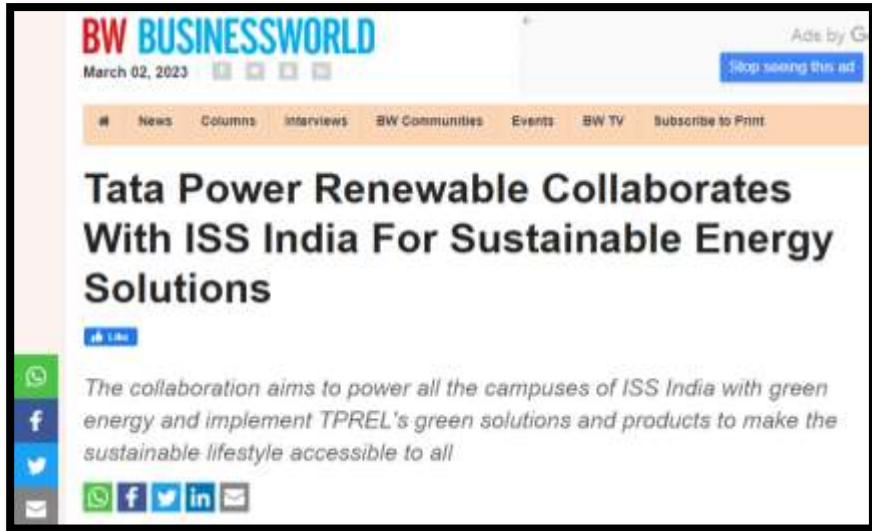 BW BUSINESSWORLD
March 02, 2023
Ads by Go
Stop seeing this ad
News Columns Interviews BW Communities Events BW TV Subscribe to Print
Tata Power Renewable Collaborates
With ISS India For Sustainable Energy
Solutions
Like
The collaboration aims to power all the campuses of ISS India with green
energy and implement TPREL's green solutions and products to make the
sustainable lifestyle accessible to all